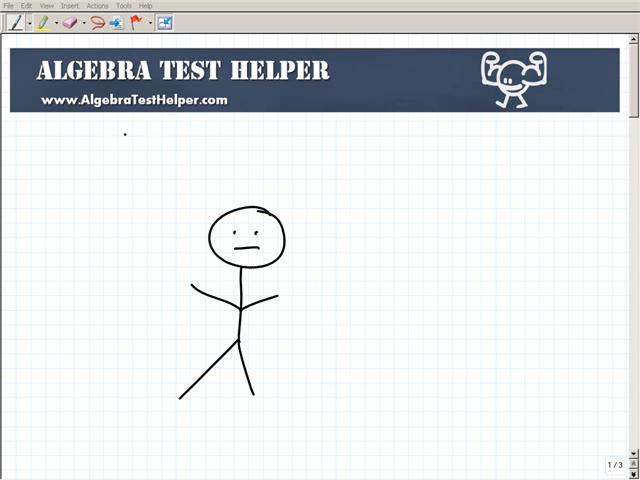 File Edit View Insert Actions Tools Help
ALGEBRA TEST HELPER
www.AlgebraTestHelper.com
1 / 3